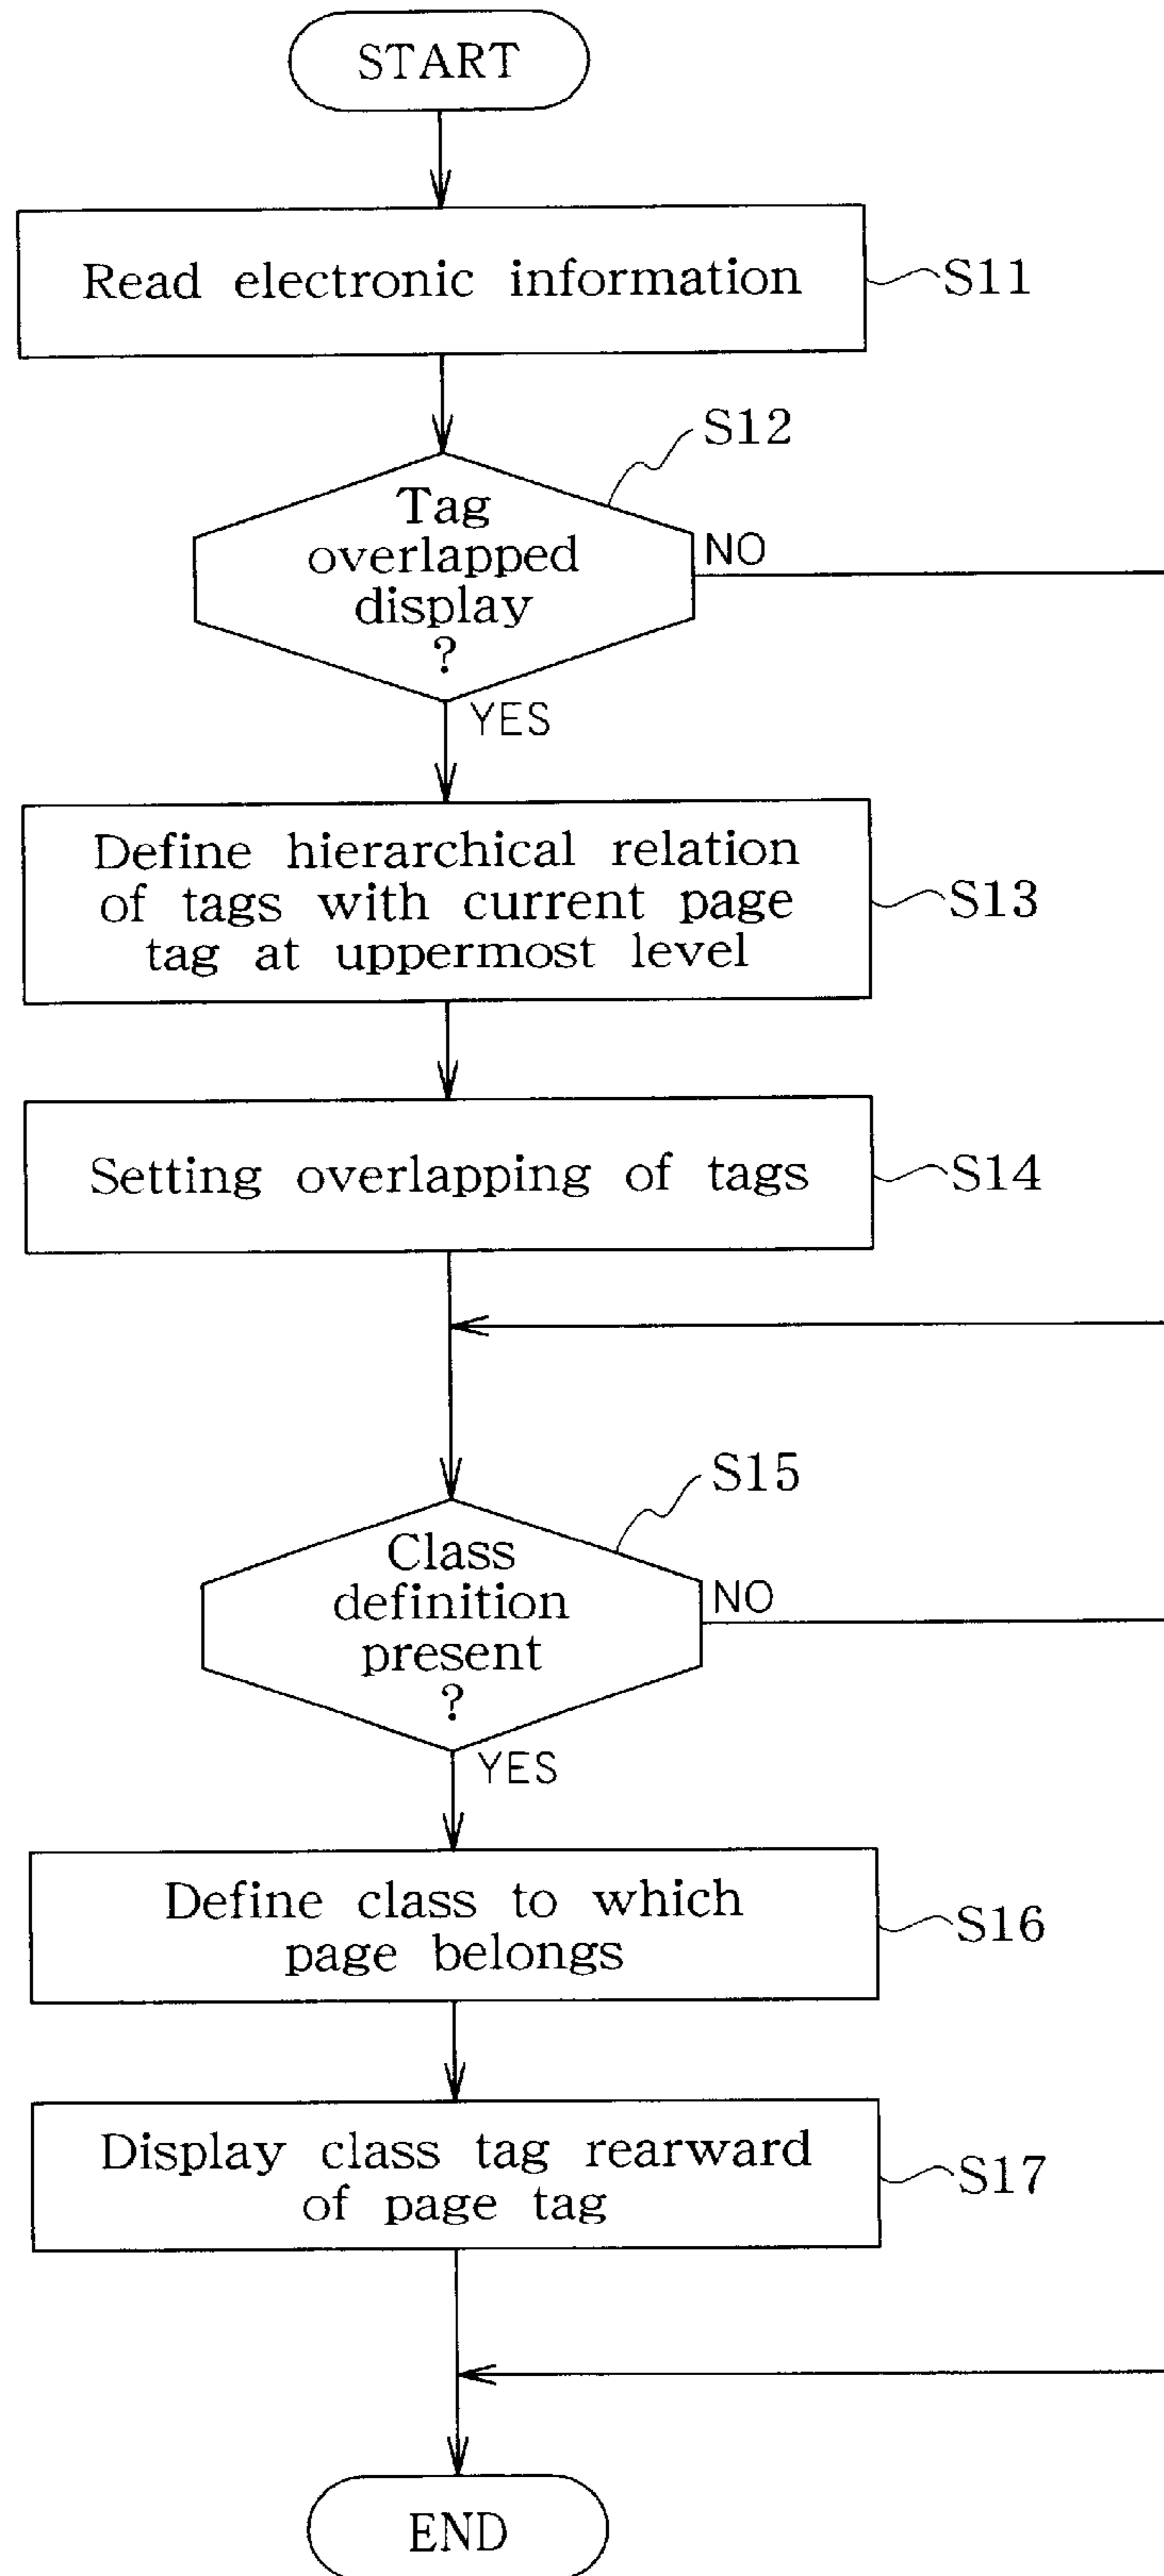 START
Read electronic information
S11
S12
Tag
overlapped
display
?
NO
YES
Define hierarchical relation
of tags with current page
tag at uppermost level
S13
Setting overlapping of tags
S14
S15
Class
definition
present
?
NO
YES
Define class to which
page belongs
S16
Display class tag rearward
of page tag
S17
END